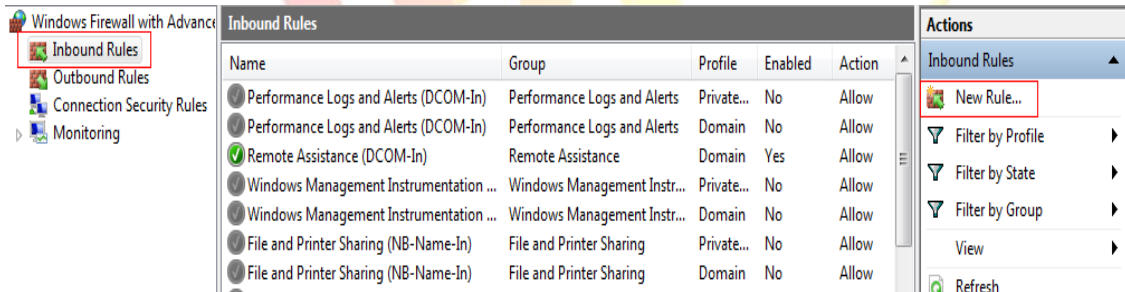 Windows Firewall with Advance
Inbound Rules
Outbound Rules
Connection Security Rules
Monitoring
Inbound Rules
Name Group Profile Enabled Action
Performance Logs and Alerts (DCOM-In) Performance Logs and Alerts Private... No Allow
Performance Logs and Alerts (DCOM-In) Performance Logs and Alerts Domain No Allow
Remote Assistance (DCOM-In) Remote Assistance Domain Yes Allow
Windows Management Instrumentation ... Windows Management Instr... Private... No Allow
Windows Management Instrumentation ... Windows Management Instr... Domain No Allow
File and Printer Sharing (NB-Name-In) File and Printer Sharing Private... No Allow
File and Printer Sharing (NB-Name-In) File and Printer Sharing Domain No Allow
Actions
Inbound Rules
New Rule...
Filter by Profile
Filter by State
Filter by Group
View
Refresh